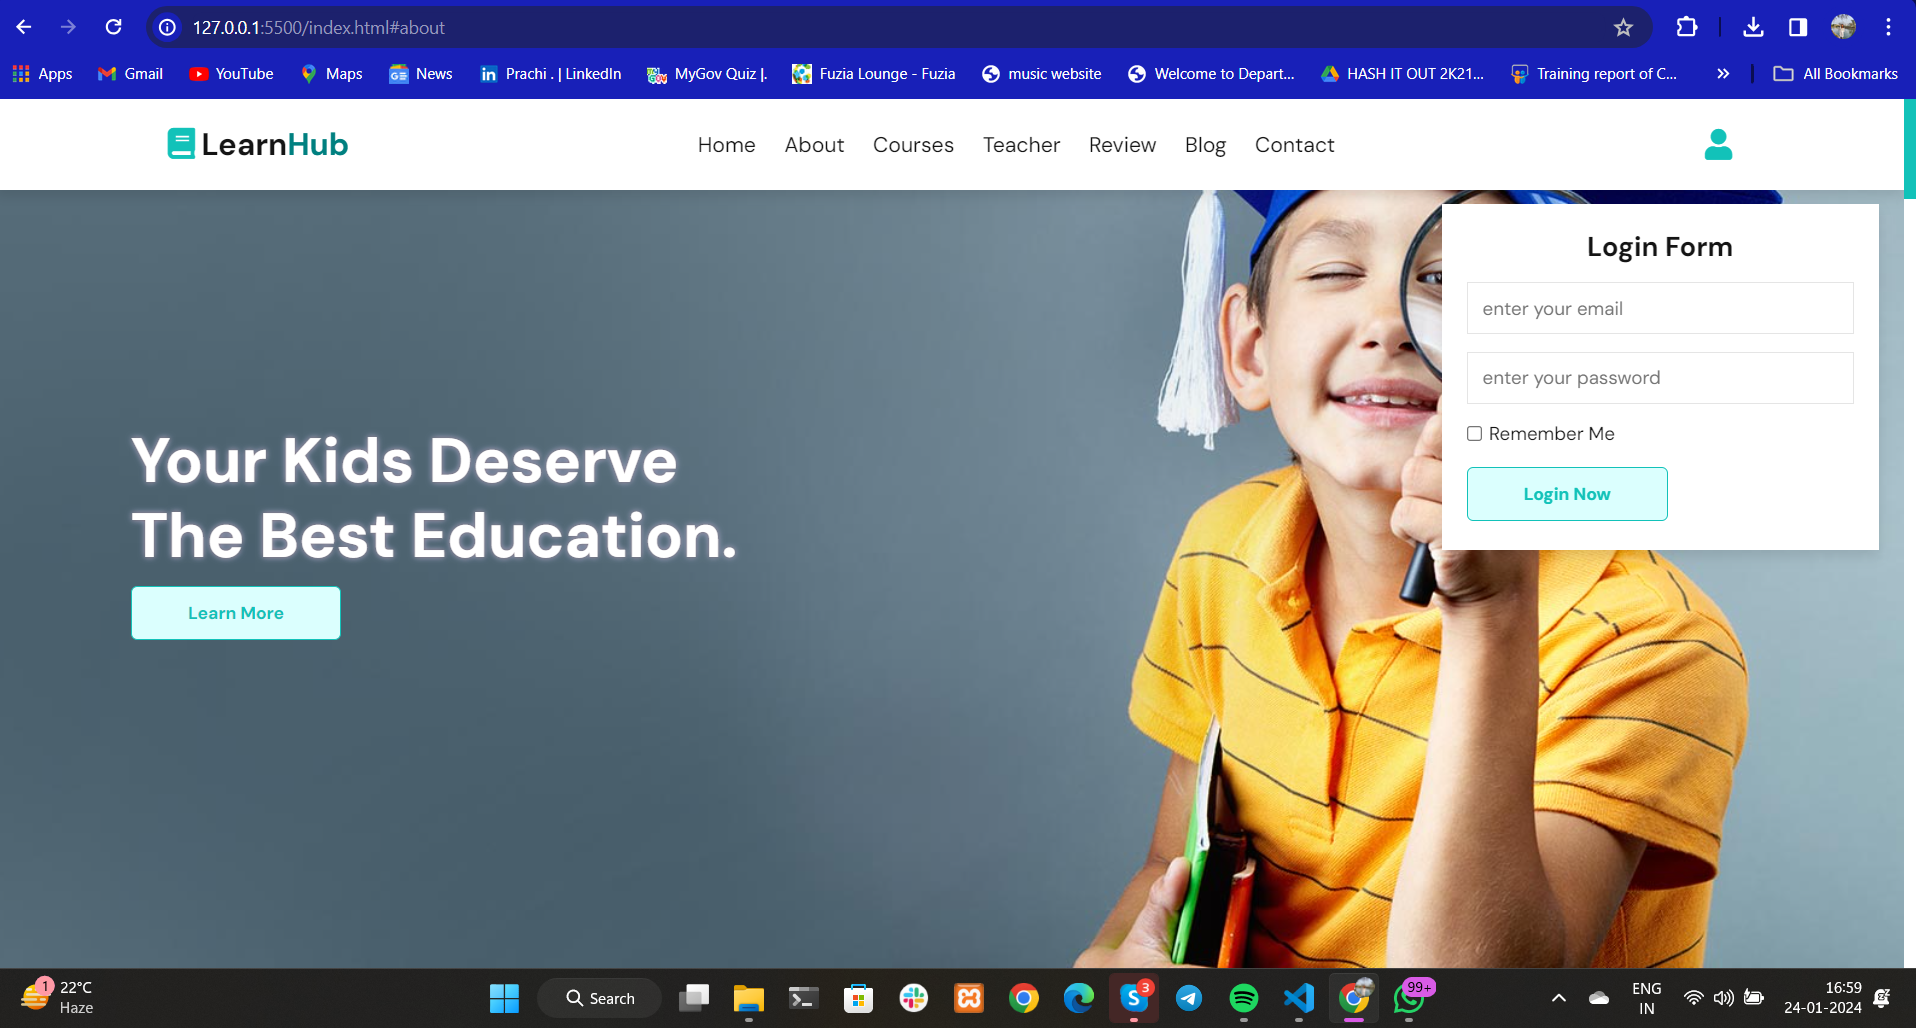 127.0.0.1:5500/index.html#about
Apps Gmail YouTube Maps News Prachi . | LinkedIn MyGov Quiz |. Fuzia Lounge - Fuzia music website Welcome to Depart... HASH IT OUT 2K21... Training report of C... All Bookmarks
LearnHub Home About Courses Teacher Review Blog Contact
Login Form
enter your email
enter your password
Remember Me
Login Now
Your Kids Deserve
The Best Education.
Learn More
1 22°C
Haze
Search
3
99+
ENG
IN
16:59
24-01-2024